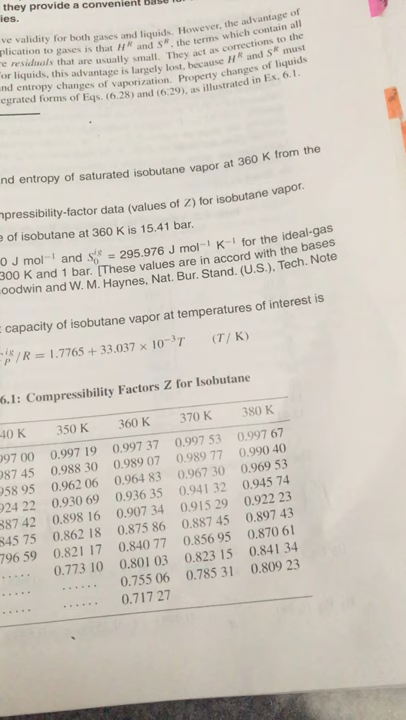 they provide a convenient
ies.
ve validity for both gases and liquids. However, the advantage of
plication to gases is that Hᴿ and Sᴿ, the terms which contain all
e residuals that are usually small. They act as corrections to the
or liquids, this advantage is largely lost, because Hᴿ and Sᴿ must
nd entropy changes of vaporization. Property changes of liquids
egrated forms of Eqs. (6.28) and (6.29), as illustrated in Ex. 6.1.
nd entropy of saturated isobutane vapor at 360 K from the
mpressibility-factor data (values of Z) for isobutane vapor.
e of isobutane at 360 K is 15.41 bar.
0 J mol⁻¹ and S₀ⁱᵍ = 295.976 J mol⁻¹ K⁻¹ for the ideal-gas
300 K and 1 bar. [These values are in accord with the bases
oodwin and W. M. Haynes, Nat. Bur. Stand. (U.S.), Tech. Note
capacity of isobutane vapor at temperatures of interest is
ig P /R = 1.7765 + 33.037 × 10⁻³T (T/ K)
6.1: Compressibility Factors Z for Isobutane
40 K 350 K 360 K 370 K 380 K
997 00 0.997 19 0.997 37 0.997 53 0.997 67
987 45 0.988 30 0.989 07 0.989 77 0.990 40
958 95 0.962 06 0.964 83 0.967 30 0.969 53
924 22 0.930 69 0.936 35 0.941 32 0.945 74
887 42 0.898 16 0.907 34 0.915 29 0.922 23
845 75 0.862 18 0.875 86 0.887 45 0.897 43
796 59 0.821 17 0.840 77 0.856 95 0.870 61
..... 0.773 10 0.801 03 0.823 15 0.841 34
..... ...... 0.755 06 0.785 31 0.809 23
..... ...... 0.717 27